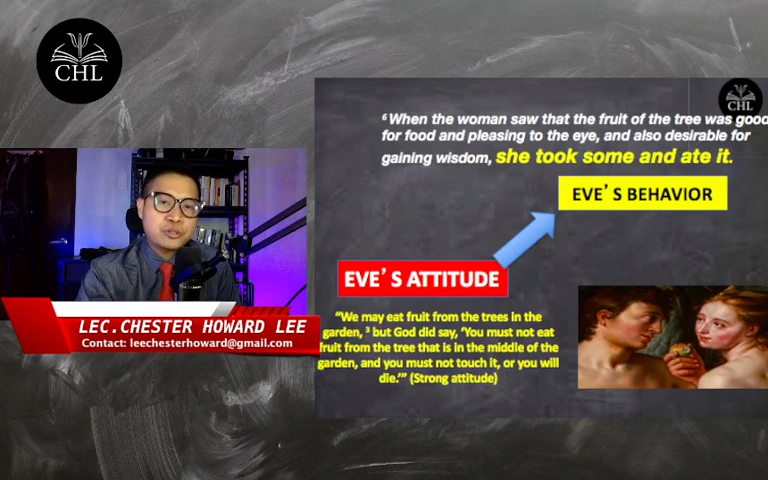 CHL
CHL
⁶ When the woman saw that the fruit of the tree was good
for food and pleasing to the eye, and also desirable for
gaining wisdom, she took some and ate it.
EVE'S BEHAVIOR
EVE'S ATTITUDE
“We may eat fruit from the trees in the
garden, ³ but God did say, ‘You must not eat
fruit from the tree that is in the middle of the
garden, and you must not touch it, or you will
die.’” (Strong attitude)
LEC.CHESTER HOWARD LEE
Contact: leechesterhoward@gmail.com